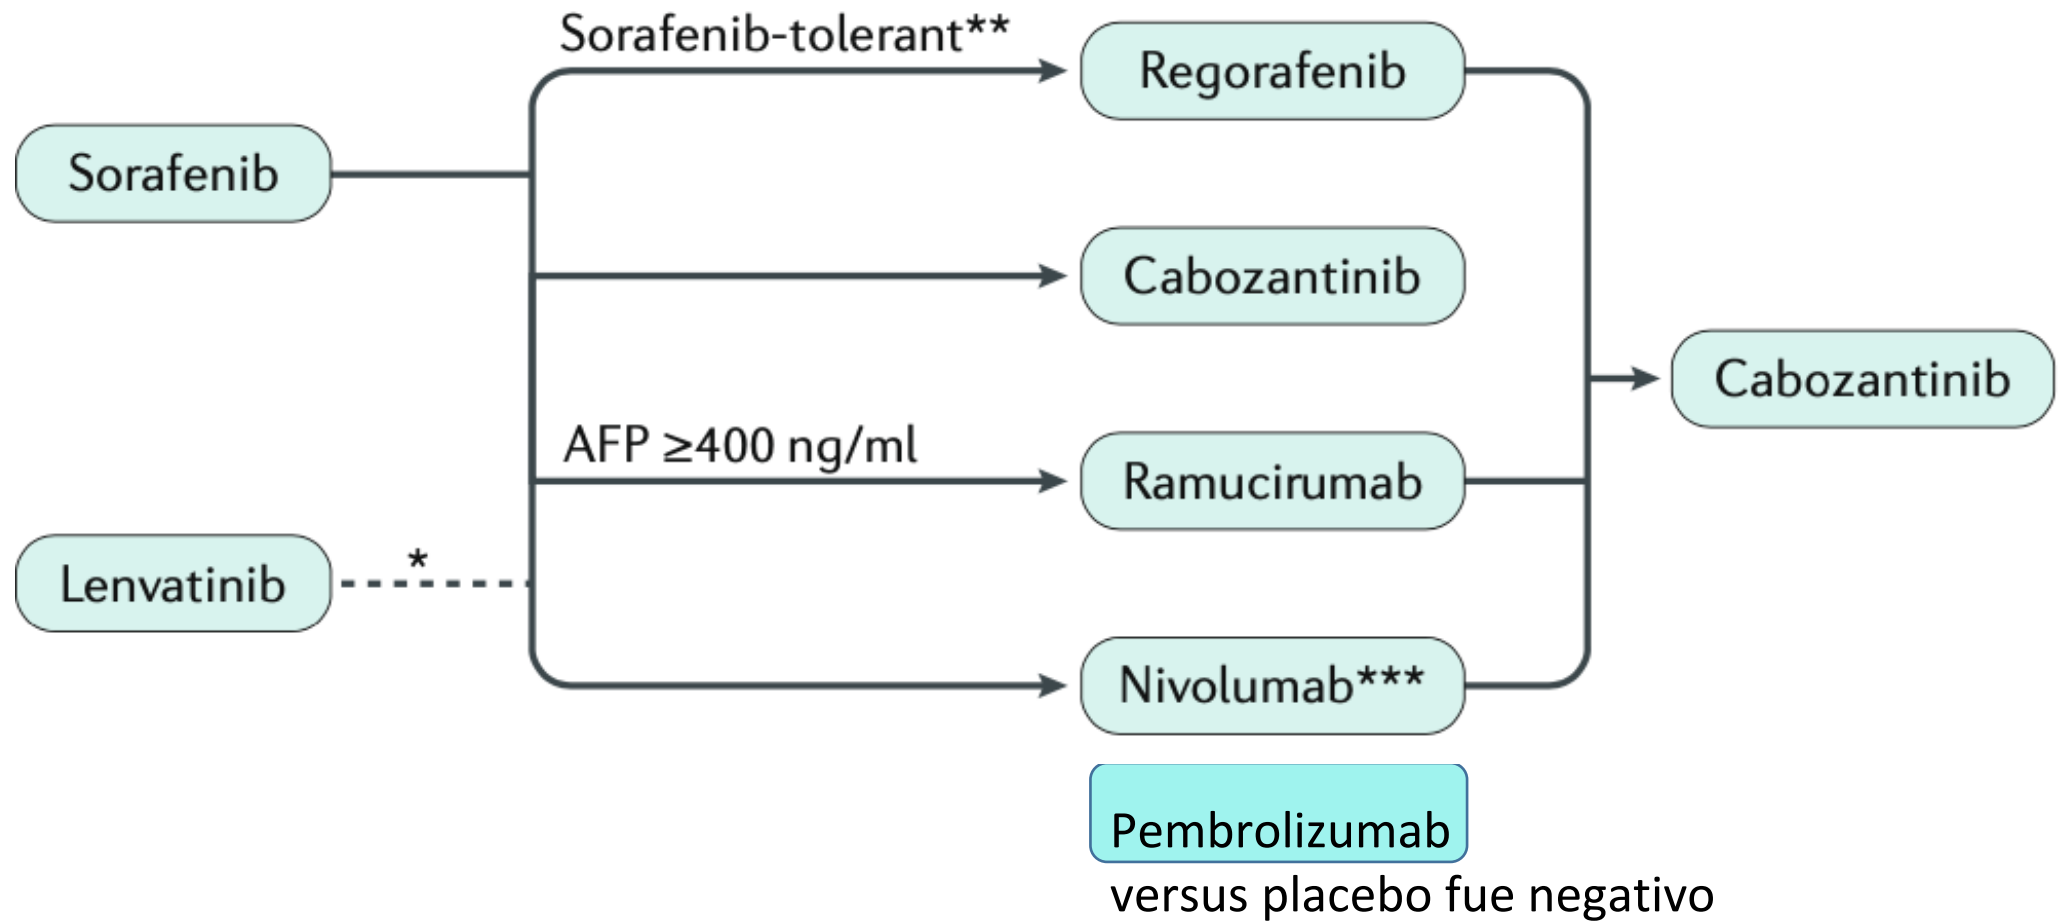 Sorafenib-tolerant**
Regorafenib
Sorafenib
Cabozantinib
Cabozantinib
AFP ≥400 ng/ml
Ramucirumab
Lenvatinib
*
Nivolumab***
Pembrolizumab
versus placebo fue negativo